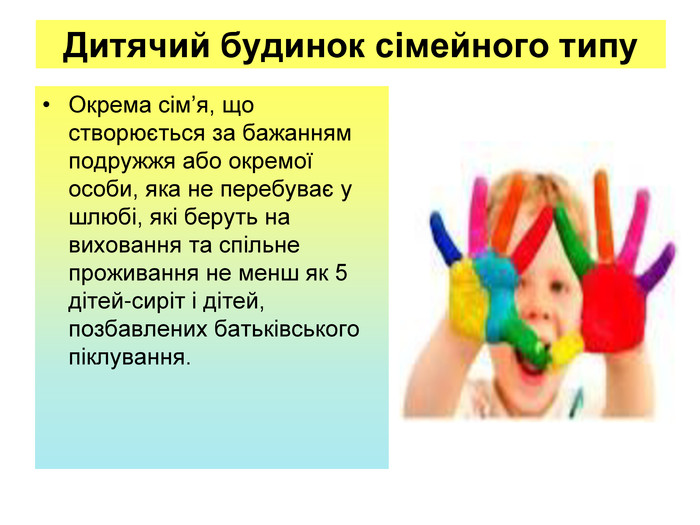 Дитячий будинок сімейного типу
• Окрема сім’я, що
створюється за бажанням
подружжя або окремої
особи, яка не перебуває у
шлюбі, які беруть на
виховання та спільне
проживання не менш як 5
дітей-сиріт і дітей,
позбавлених батьківського
піклування.